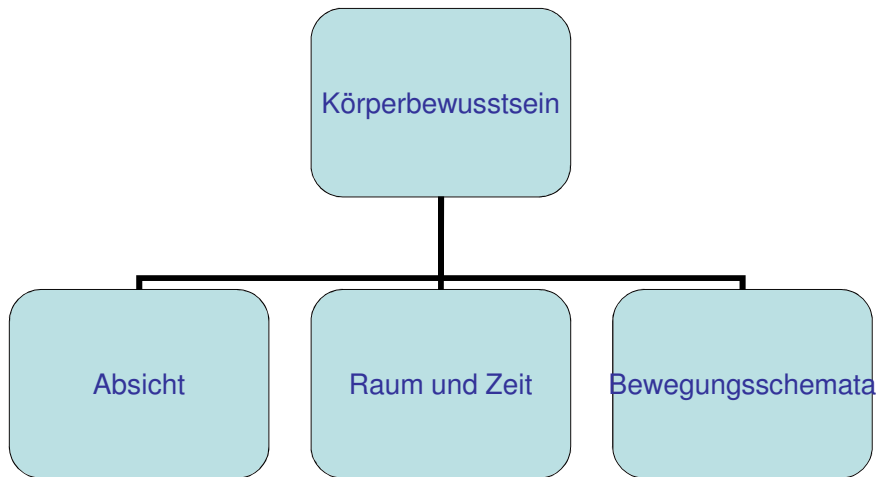 Körperbewusstsein
Absicht
Raum und Zeit
Bewegungsschemata